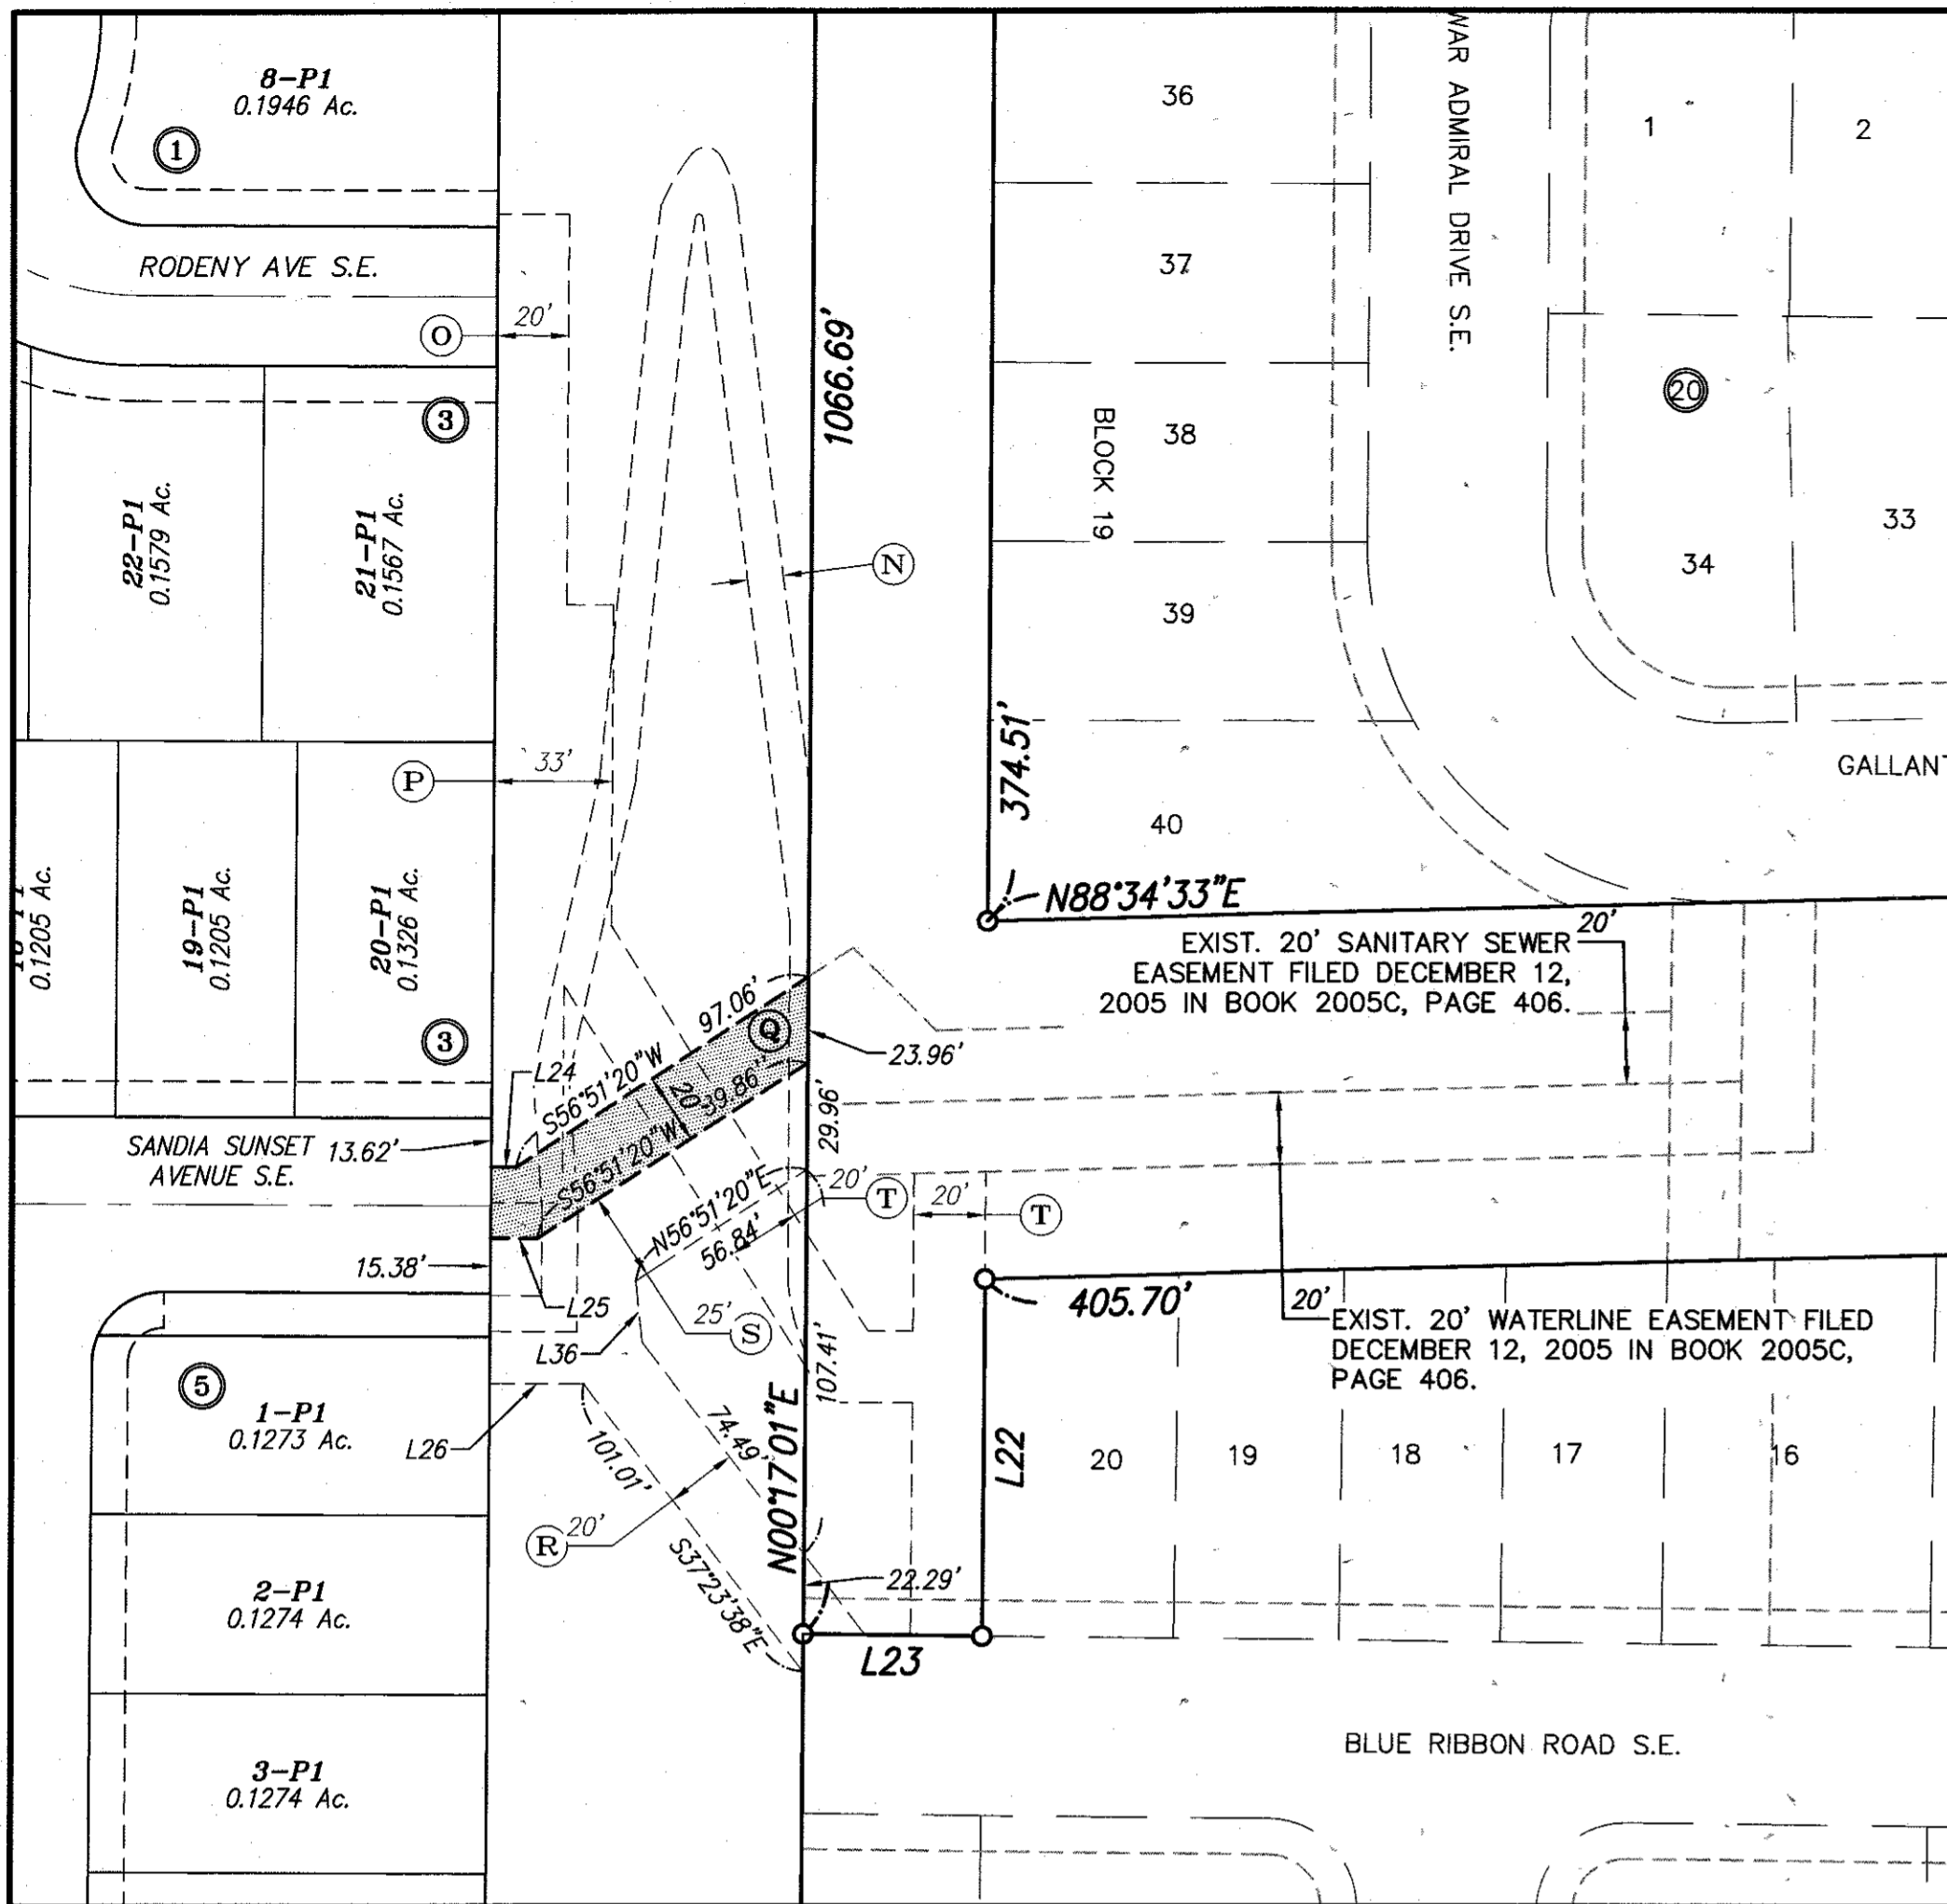 8-P1
0.1946 Ac.
1
RODENY AVE S.E.
O
20'
3
22-P1
0.1579 Ac.
21-P1
0.1567 Ac.
P
33'
0.1205 Ac.
19-P1
0.1205 Ac.
20-P1
0.1326 Ac.
3
1066.69'
N
36
37
38
39
40
BLOCK 19
WAR ADMIRAL DRIVE S.E.
1
2
20
33
34
GALLANT
374.51'
N88°34'33"E
20'
EXIST. 20' SANITARY SEWER
EASEMENT FILED DECEMBER 12,
2005 IN BOOK 2005C, PAGE 406.
97.06'
Q
23.96'
L24
S56°51'20"W
20
39.86'
29.96'
SANDIA SUNSET
AVENUE S.E.
13.62'
S56°51'20"W
N56°51'20"E
56.84'
20'
T
20'
T
15.38'
L25
25'
S
L36
405.70'
20'
EXIST. 20' WATERLINE EASEMENT FILED
DECEMBER 12, 2005 IN BOOK 2005C,
PAGE 406.
5
1-P1
0.1273 Ac.
L26
101.01'
74.49'
107.41'
N00°17'01"E
L22
20
19
18
17
16
R
20'
S37°23'38"E
22.29'
L23
2-P1
0.1274 Ac.
3-P1
0.1274 Ac.
BLUE RIBBON ROAD S.E.